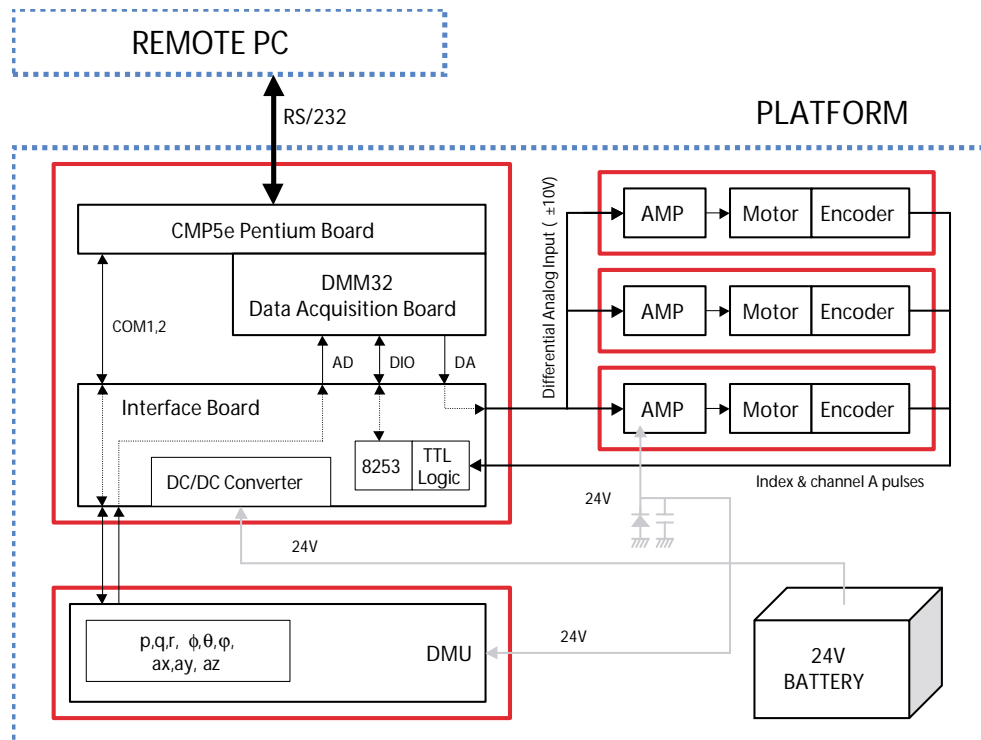 REMOTE PC
RS/232
PLATFORM
CMP5e Pentium Board
DMM32
Data Acquisition Board
COM1,2
AD
DIO
DA
Interface Board
8253
TTL
Logic
DC/DC Converter
Differential Analog Input ( ±10V)
AMP
Motor
Encoder
AMP
Motor
Encoder
AMP
Motor
Encoder
Index & channel A pulses
24V
24V
24V
p,q,r, ϕ,θ,φ,
ax,ay, az
DMU
24V
BATTERY